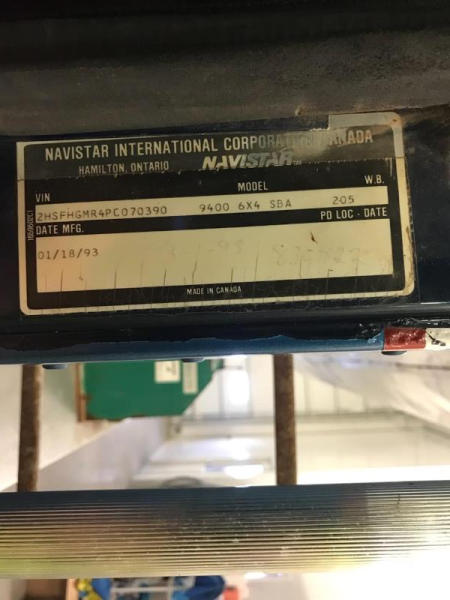 NAVISTAR INTERNATIONAL CORPORATION CANADA
HAMILTON, ONTARIO NAVISTAR
VIN MODEL W.B.
2HSFHGMR4PC070390 9400 6X4 SBA 205
DATE MFG. PD LOC - DATE
01/18/93
MADE IN CANADA